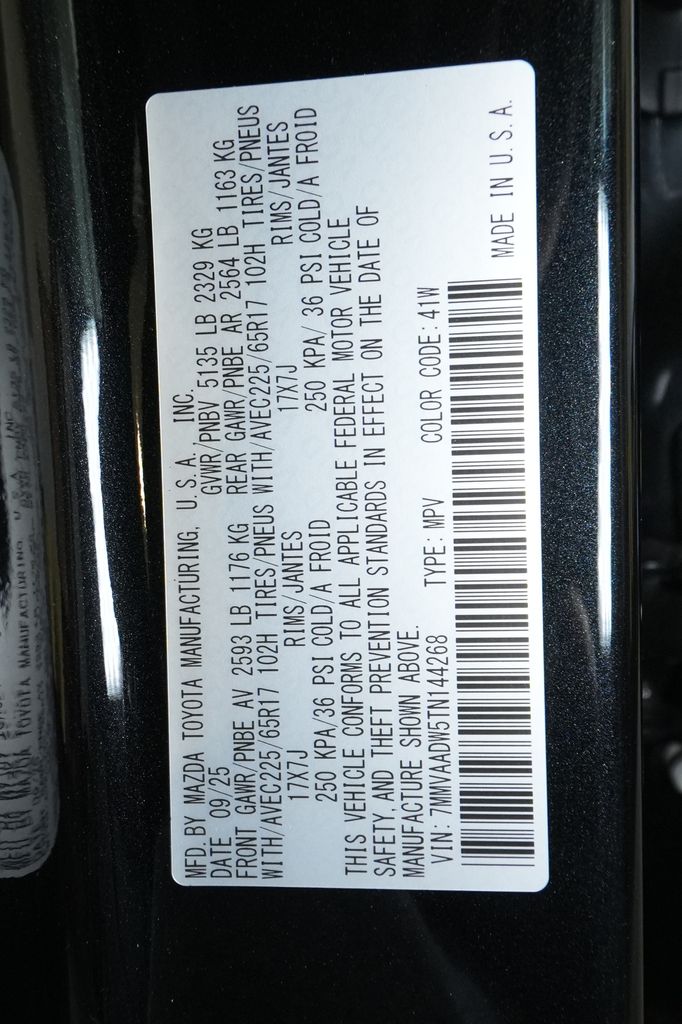 MFD. BY MAZDA TOYOTA MANUFACTURING, U. S. A. , INC.
DATE 09/25 GVWR/PNBV 5135 LB 2329 KG
FRONT GAWR/PNBE AV 2593 LB 1176 KG REAR GAWR/PNBE AR 2564 LB 1163 KG
WITH/AVEC225/65R17 102H TIRES/PNEUS WITH/AVEC225/65R17 102H TIRES/PNEUS
17X7J RIMS/JANTES 17X7J RIMS/JANTES
250 KPA/36 PSI COLD/A FROID 250 KPA/ 36 PSI COLD/A FROID
THIS VEHICLE CONFORMS TO ALL APPLICABLE FEDERAL MOTOR VEHICLE
SAFETY, AND THEFT PREVENTION STANDARDS IN EFFECT ON THE DATE OF
MANUFACTURE SHOWN ABOVE.
VIN: 7MMVAADW5TN144268 TYPE: MPV COLOR CODE: 41W
MADE IN U. S. A.
TOYOTA MANUFACTURING